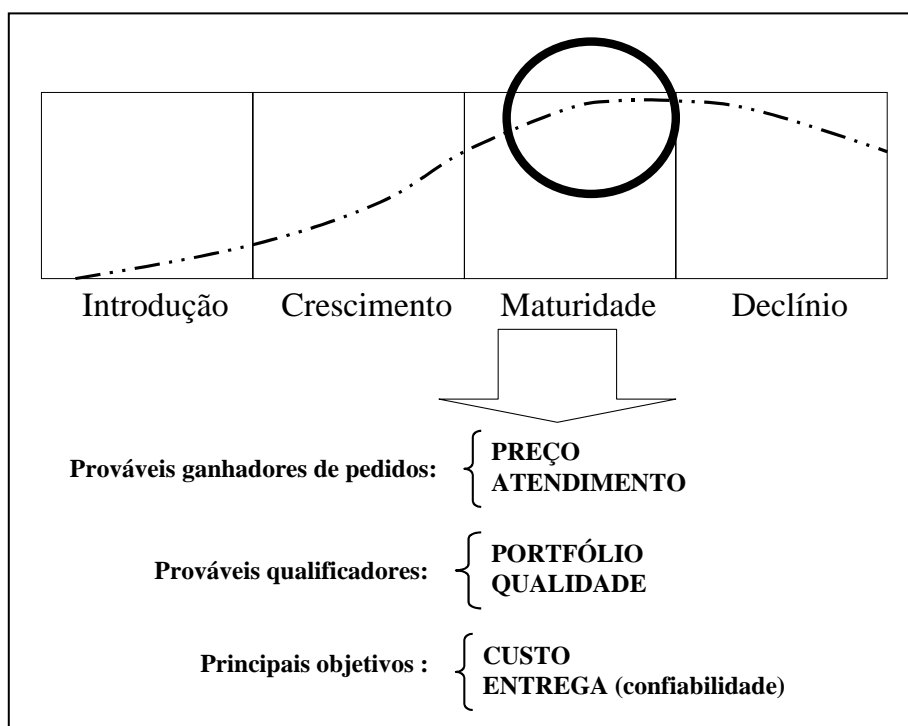 Introdução Crescimento Maturidade Declínio
Prováveis ganhadores de pedidos:
PREÇO
ATENDIMENTO
Prováveis qualificadores:
PORTFÓLIO
QUALIDADE
Principais objetivos :
CUSTO
ENTREGA (confiabilidade)